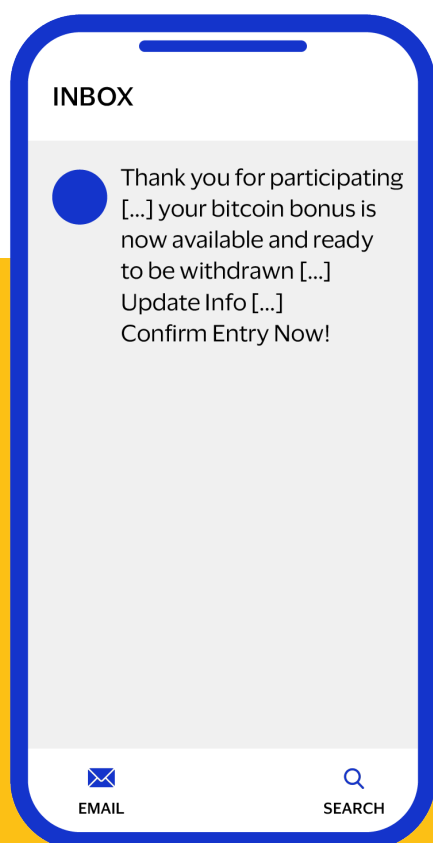 INBOX
Thank you for participating
[...] your bitcoin bonus is
now available and ready
to be withdrawn [...]
Update Info [...]
Confirm Entry Now!
EMAIL
SEARCH